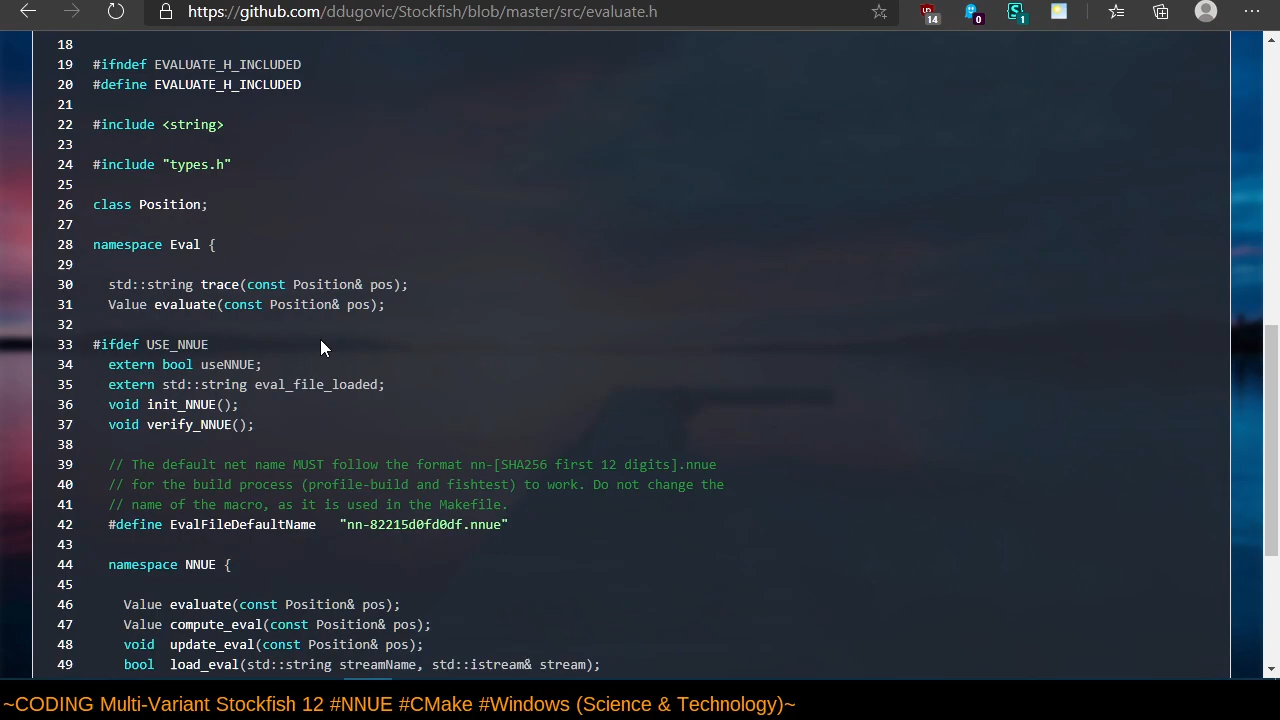 https://github.com/ddugovic/Stockfish/blob/master/src/evaluate.h
14
0
1
18
19 #ifndef EVALUATE_H_INCLUDED
20 #define EVALUATE_H_INCLUDED
21
22 #include <string>
23
24 #include "types.h"
25
26 class Position;
27
28 namespace Eval {
29
30 std::string trace(const Position& pos);
31 Value evaluate(const Position& pos);
32
33 #ifdef USE_NNUE
34 extern bool useNNUE;
35 extern std::string eval_file_loaded;
36 void init_NNUE();
37 void verify_NNUE();
38
39 // The default net name MUST follow the format nn-[SHA256 first 12 digits].nnue
40 // for the build process (profile-build and fishtest) to work. Do not change the
41 // name of the macro, as it is used in the Makefile.
42 #define EvalFileDefaultName "nn-82215d0fd0df.nnue"
43
44 namespace NNUE {
45
46 Value evaluate(const Position& pos);
47 Value compute_eval(const Position& pos);
48 void update_eval(const Position& pos);
49 bool load_eval(std::string streamName, std::istream& stream);
~CODING Multi-Variant Stockfish 12 #NNUE #CMake #Windows (Science & Technology)~